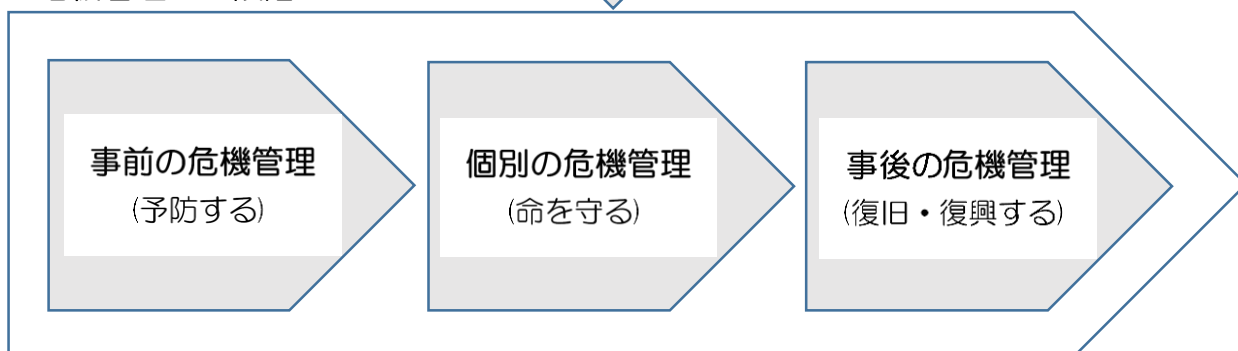 事前の危機管理
(予防する)
個別の危機管理
(命を守る)
事後の危機管理
(復旧・復興する)